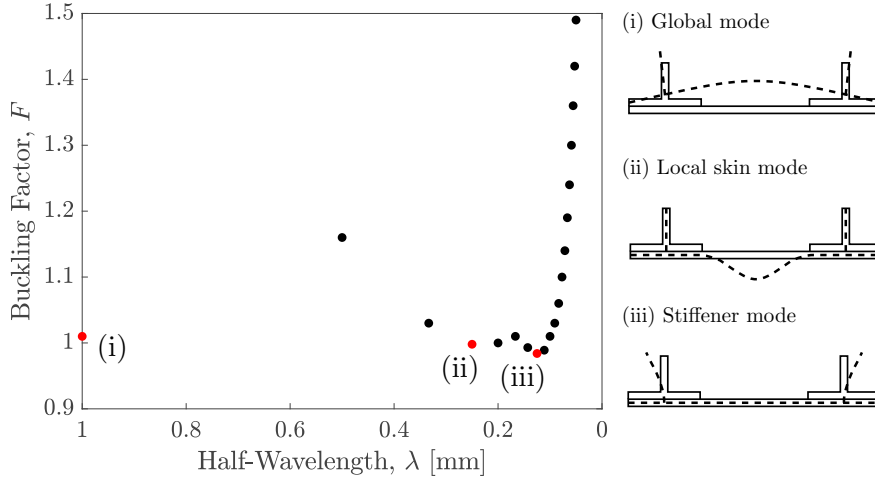 1.5
1.4
1.3
1.2
1.1
1
0.9
Buckling Factor, F
(i)
(ii)
(iii)
1 0.8 0.6 0.4 0.2 0
Half-Wavelength, λ [mm]
(i) Global mode
(ii) Local skin mode
(iii) Stiffener mode